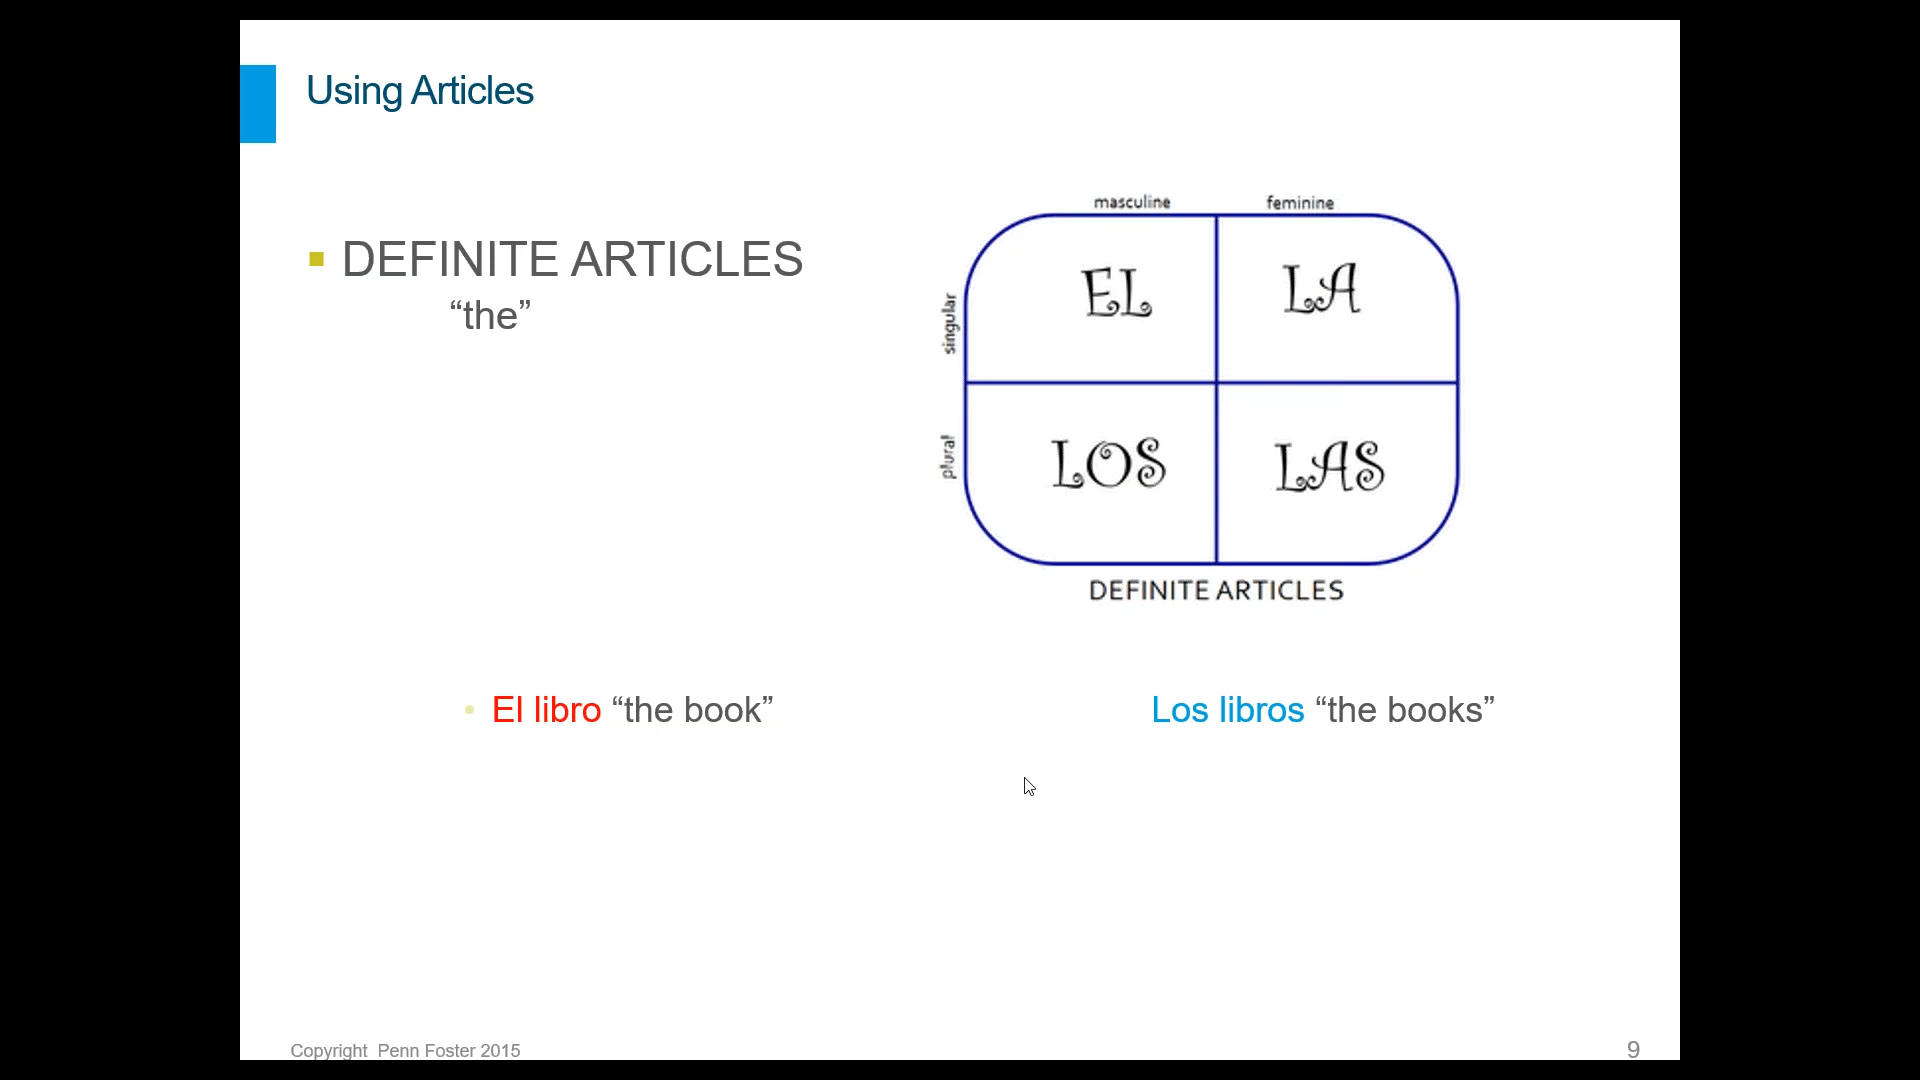 Using Articles
DEFINITE ARTICLES
“the”
masculine feminine
singular
EL LA
plural
LOS LAS
DEFINITE ARTICLES
El libro “the book”
Los libros “the books”
Copyright Penn Foster 2015
9